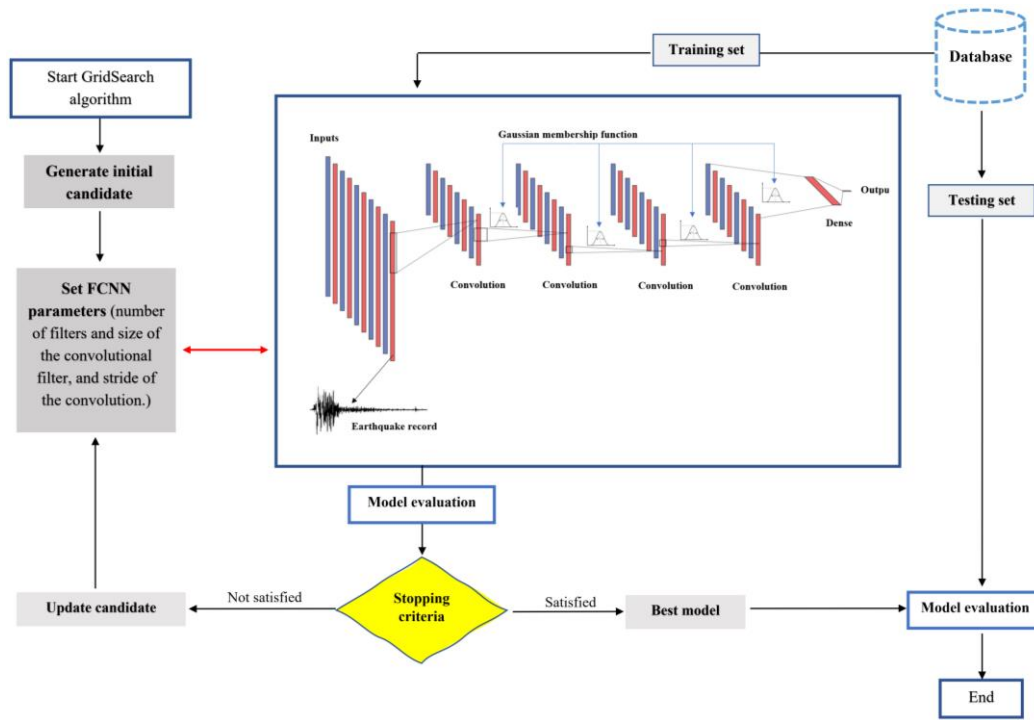 Training set
Database
Start GridSearch
algorithm
Inputs
Gaussian membership function
Generate initial
candidate
Outpu
Testing set
Dense
Set FCNN
parameters (number
of filters and size of
the convolutional
filter, and stride of
the convolution.)
Convolution
Convolution
Convolution
Convolution
Earthquake record
Model evaluation
Update candidate
Not satisfied
Stopping
criteria
Satisfied
Best model
Model evaluation
End